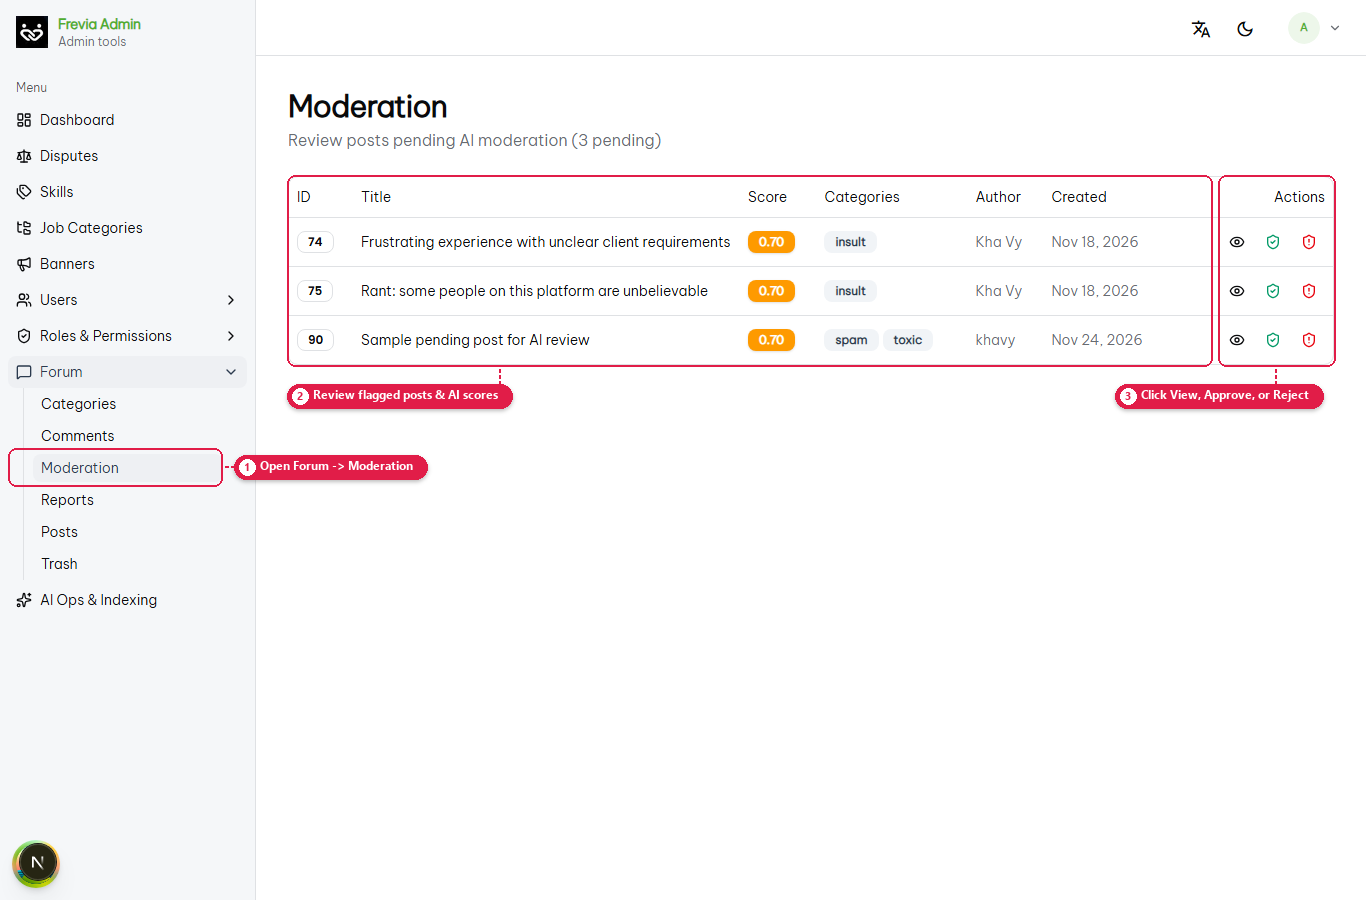 Frevia Admin
Admin tools
A
Menu
Dashboard
Disputes
Skills
Job Categories
Banners
Users
Roles & Permissions
Forum
Categories
Comments
Moderation
Reports
Posts
Trash
AI Ops & Indexing
N
Moderation
Review posts pending AI moderation (3 pending)
ID Title Score Categories Author Created Actions
74 Frustrating experience with unclear client requirements 0.70 insult Kha Vy Nov 18, 2026
75 Rant: some people on this platform are unbelievable 0.70 insult Kha Vy Nov 18, 2026
90 Sample pending post for AI review 0.70 spam toxic khavy Nov 24, 2026
2 Review flagged posts & AI scores
3 Click View, Approve, or Reject
1 Open Forum -> Moderation